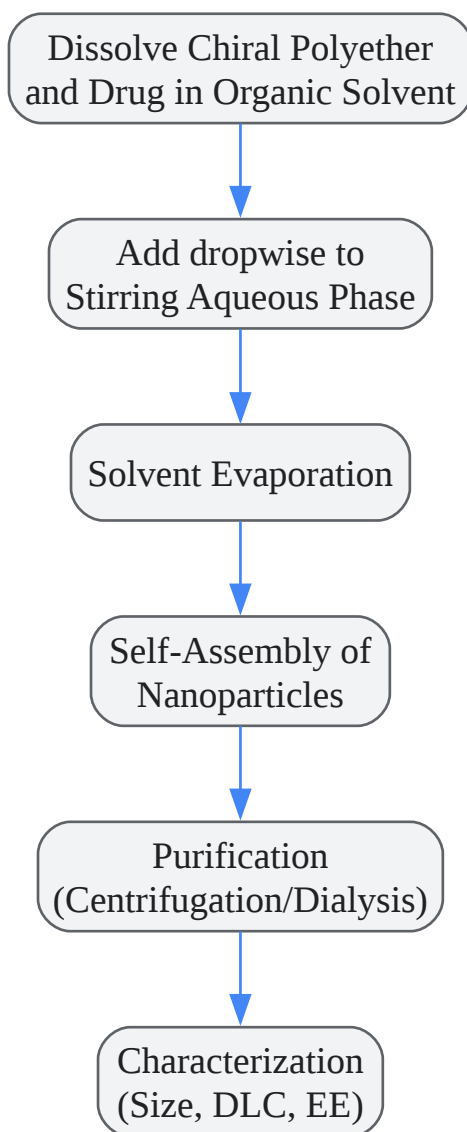 Dissolve Chiral Polyether
and Drug in Organic Solvent
Add dropwise to
Stirring Aqueous Phase
Solvent Evaporation
Self-Assembly of
Nanoparticles
Purification
(Centrifugation/Dialysis)
Characterization
(Size, DLC, EE)